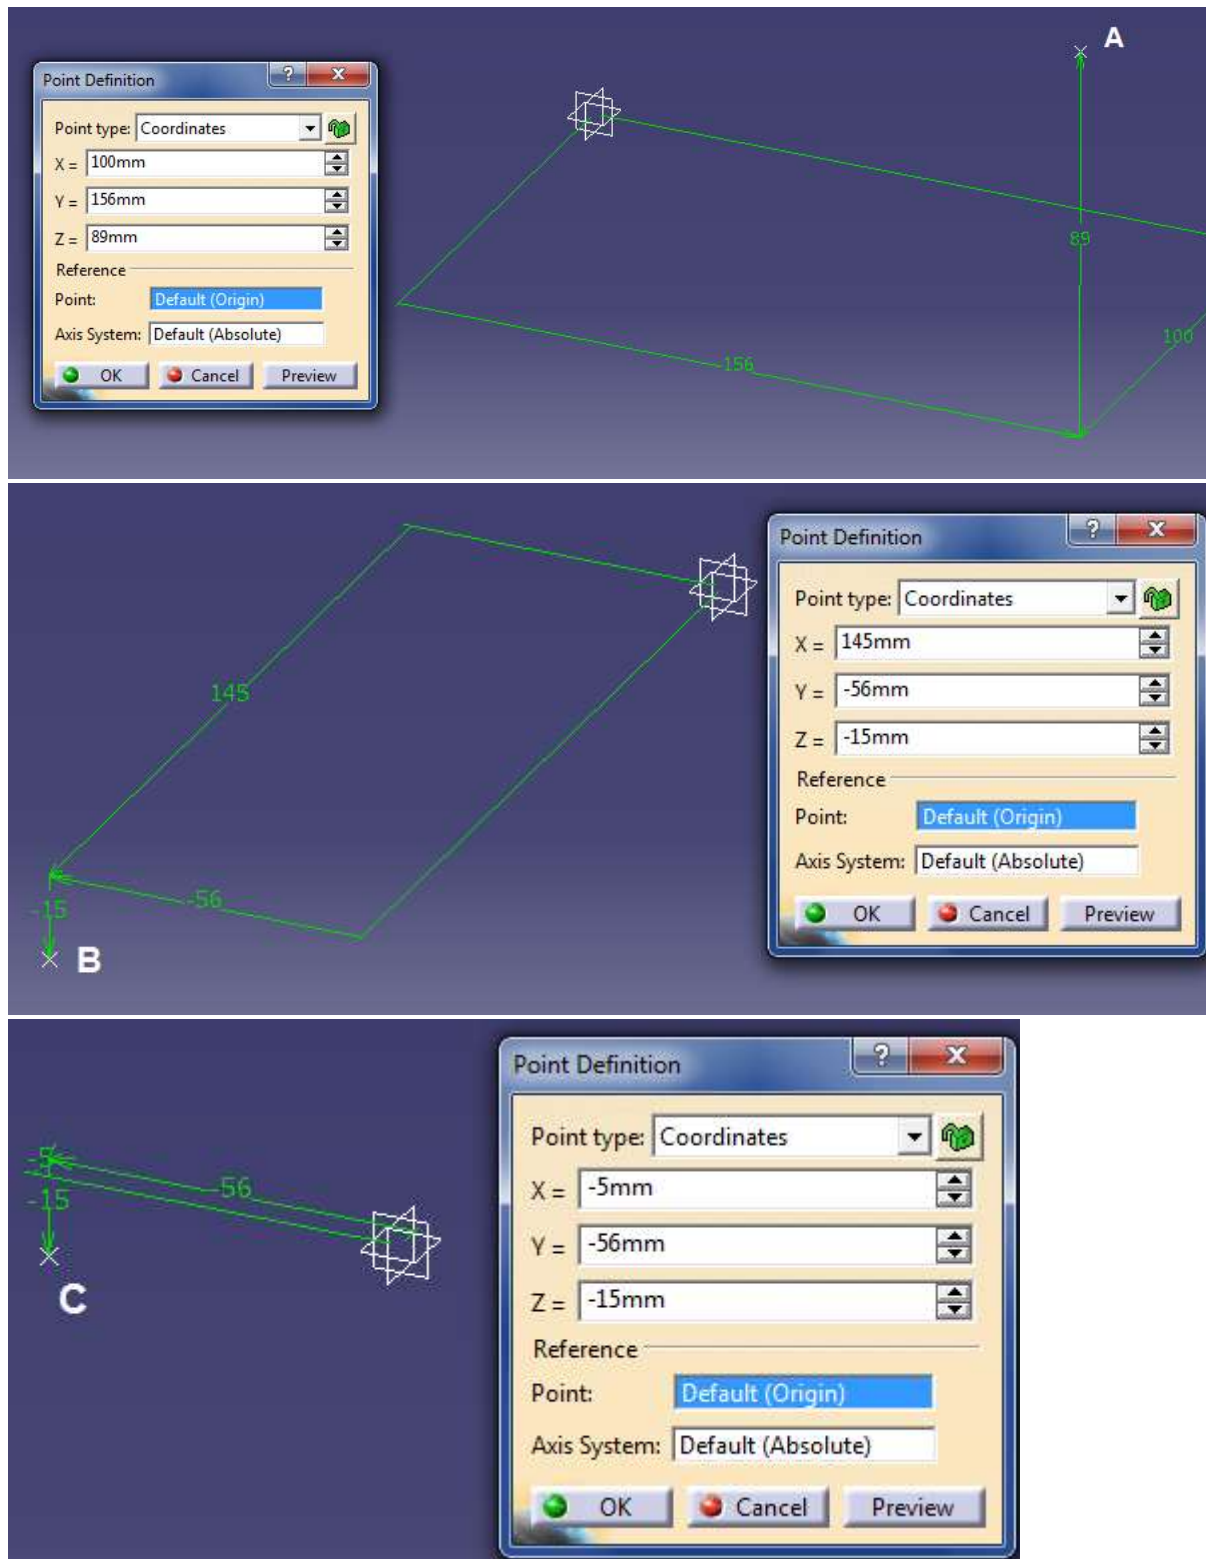 A
Point Definition
?
X
Point type: Coordinates
X = 100mm
Y = 156mm
Z = 89mm
Reference
Point: Default (Origin)
Axis System: Default (Absolute)
OK Cancel Preview
89
100
156
Point Definition
?
X
Point type: Coordinates
X = 145mm
Y = -56mm
Z = -15mm
Reference
Point: Default (Origin)
Axis System: Default (Absolute)
OK Cancel Preview
145
-56
-15
B
Point Definition
?
X
Point type: Coordinates
X = -5mm
Y = -56mm
Z = -15mm
Reference
Point: Default (Origin)
Axis System: Default (Absolute)
OK Cancel Preview
-5
-56
-15
C